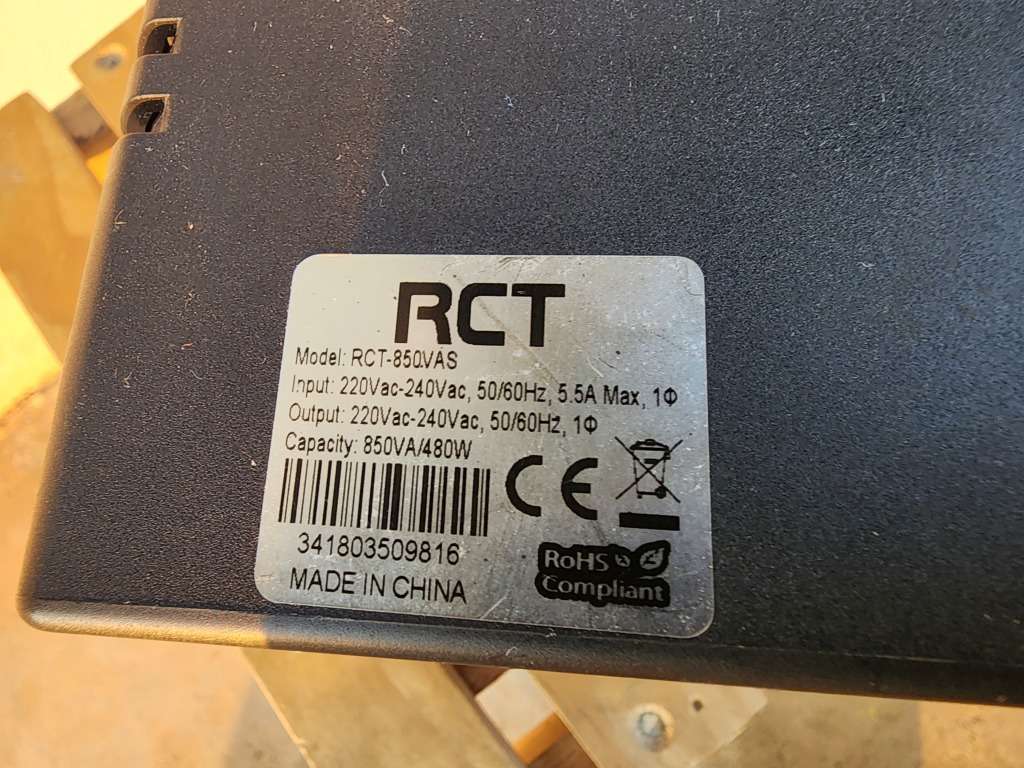 RCT
Model: RCT-850VAS
Input: 220Vac-240Vac, 50/60Hz, 5.5A Max, 1Φ
Output: 220Vac-240Vac, 50/60Hz, 1Φ
Capacity: 850VA/480W
CE
341803509816
RoHS
Compliant
MADE IN CHINA